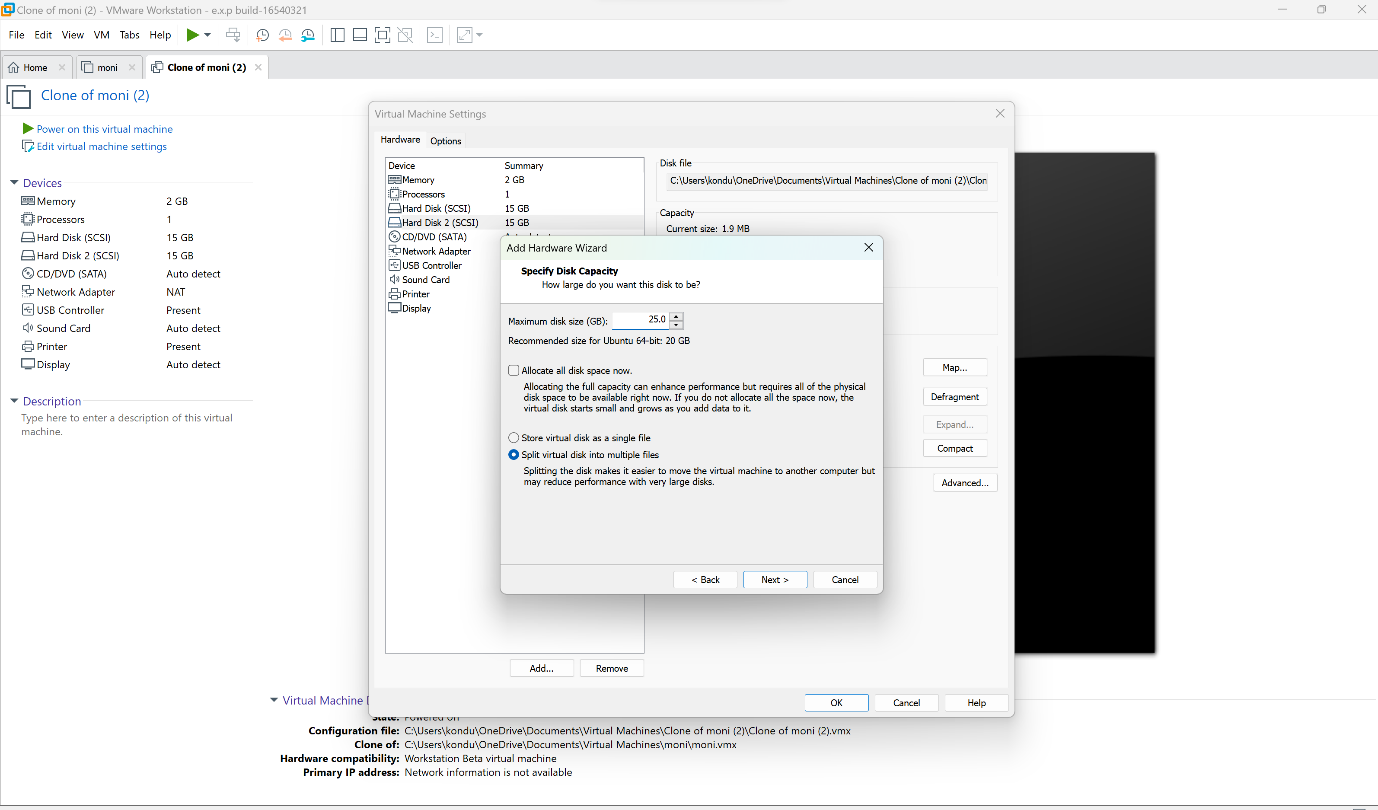 Clone of moni (2) - VMware Workstation - e.x.p build-16540321
File Edit View VM Tabs Help
Home moni Clone of moni (2)
Clone of moni (2)
Power on this virtual machine
Edit virtual machine settings
Devices
Memory 2 GB
Processors 1
Hard Disk (SCSI) 15 GB
Hard Disk 2 (SCSI) 15 GB
CD/DVD (SATA) Auto detect
Network Adapter NAT
USB Controller Present
Sound Card Auto detect
Printer Present
Display Auto detect
Description
Type here to enter a description of this virtual
machine.
Virtual Machine Settings
Hardware Options
Device Summary
Memory 2 GB
Processors 1
Hard Disk (SCSI) 15 GB
Hard Disk 2 (SCSI) 15 GB
CD/DVD (SATA)
Network Adapter
USB Controller
Sound Card
Printer
Display
Add... Remove
Disk file
C:\Users\kondu\OneDrive\Documents\Virtual Machines\Clone of moni (2)\Clon
Capacity
Current size: 1.9 MB
Map...
Defragment
Expand...
Compact
Advanced...
OK Cancel Help
Add Hardware Wizard
Specify Disk Capacity
How large do you want this disk to be?
Maximum disk size (GB): 25.0
Recommended size for Ubuntu 64-bit: 20 GB
Allocate all disk space now.
Allocating the full capacity can enhance performance but requires all of the physical
disk space to be available right now. If you do not allocate all the space now, the
virtual disk starts small and grows as you add data to it.
Store virtual disk as a single file
Split virtual disk into multiple files
Splitting the disk makes it easier to move the virtual machine to another computer but
may reduce performance with very large disks.
< Back Next > Cancel
Virtual Machine
State: Powered off
Configuration file: C:\Users\kondu\OneDrive\Documents\Virtual Machines\Clone of moni (2)\Clone of moni (2).vmx
Clone of: C:\Users\kondu\OneDrive\Documents\Virtual Machines\moni\moni.vmx
Hardware compatibility: Workstation Beta virtual machine
Primary IP address: Network information is not available